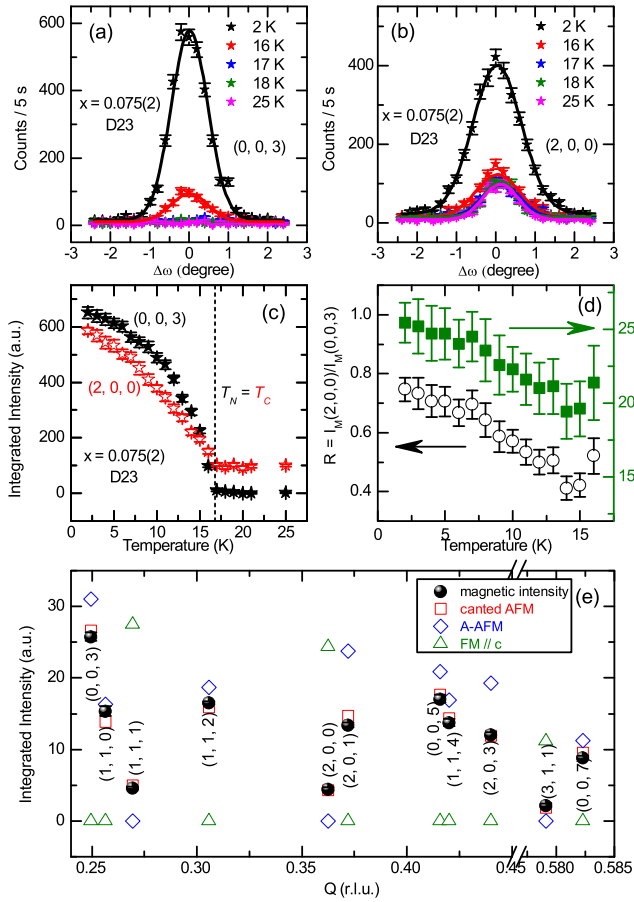 (a)
2 K
16 K
17 K
18 K
25 K
x = 0.075(2)
D23
(0, 0, 3)
Counts / 5 s
600
400
200
0
-3 -2 -1 0 1 2 3
Δω (degree)
(b)
2 K
16 K
17 K
18 K
25 K
x = 0.075(2)
D23
(2, 0, 0)
Counts / 5 s
400
200
0
-3 -2 -1 0 1 2 3
Δω (degree)
(c)
(0, 0, 3)
(2, 0, 0)
T_N = T_C
x = 0.075(2)
D23
Integrated Intensity (a.u.)
600
400
200
0
0 5 10 15 20 25
Temperature (K)
(d)
R = I_M(2,0,0)/I_M(0,0,3)
1.0
0.8
0.6
0.4
25
20
15
0 5 10 15
Temperature (K)
(e)
magnetic intensity
canted AFM
A-AFM
FM // c
(0, 0, 3)
(1, 1, 0)
(1, 1, 1)
(1, 1, 2)
(2, 0, 0)
(2, 0, 1)
(0, 0, 5)
(1, 1, 4)
(2, 0, 3)
(3, 1, 1)
(0, 0, 7)
Integrated Intensity (a.u.)
30
20
10
0
0.25 0.30 0.35 0.40 0.45 0.580 0.585
Q (r.l.u.)